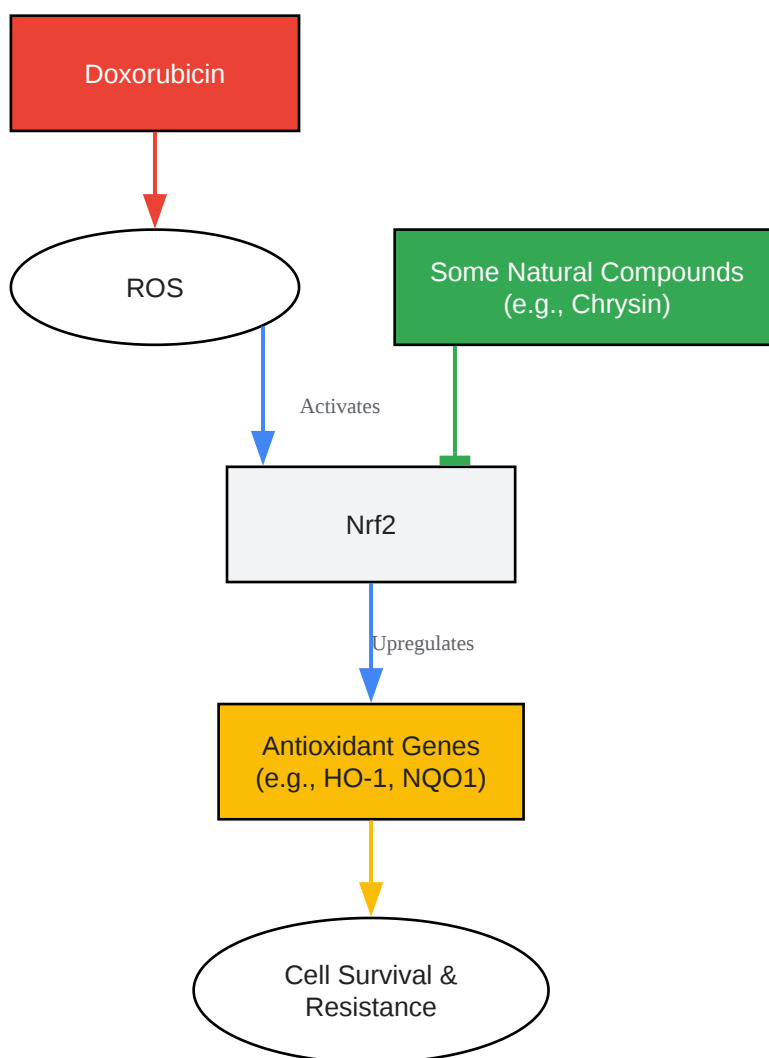 Doxorubicin
ROS
Some Natural Compounds
(e.g., Chrysin)
Activates
Nrf2
Upregulates
Antioxidant Genes
(e.g., HO-1, NQO1)
Cell Survival &
Resistance